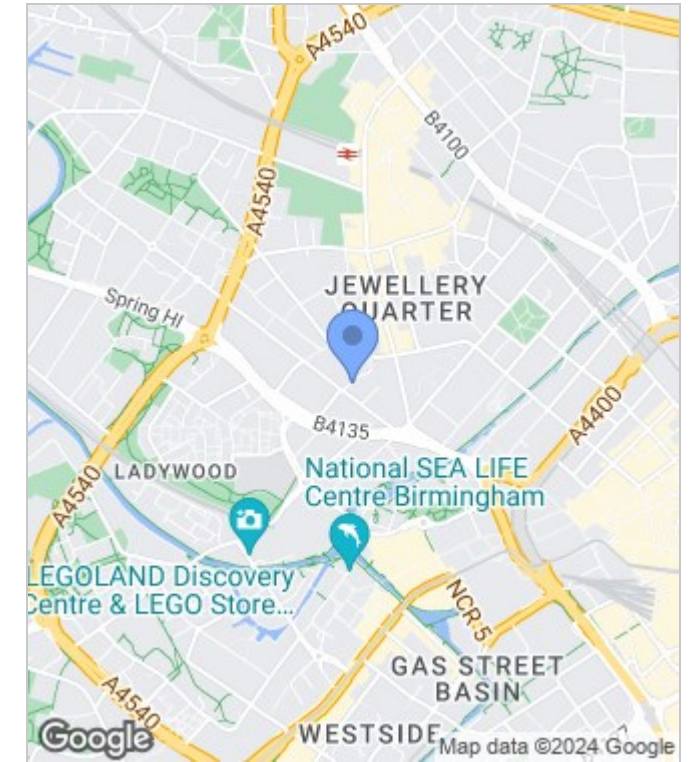 A4540
B4100
A4540
JEWELLERY
QUARTER
Spring Hl
B4135
A4400
LADYWOOD
National SEA LIFE
Centre Birmingham
A4540
LEGOLAND Discovery
Centre & LEGO Store...
NCR 5
GAS STREET
BASIN
A4540
WESTSIDE
Google
Map data ©2024 Google